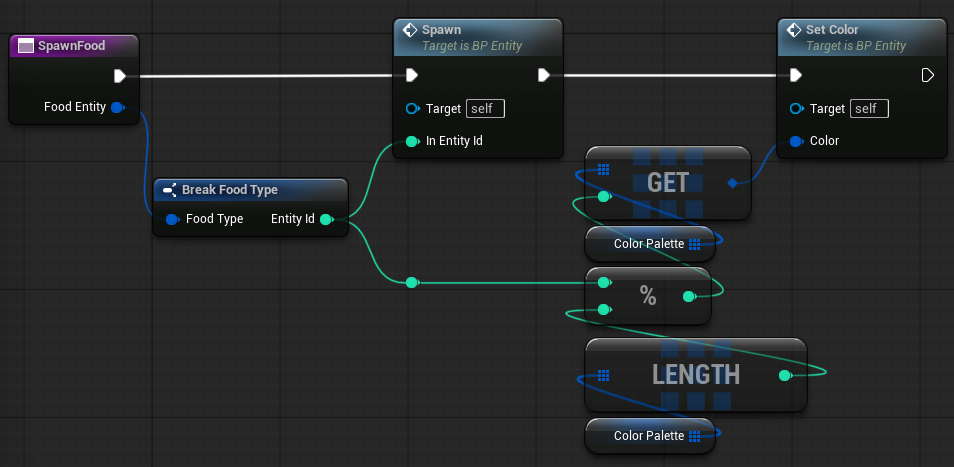 SpawnFood
Food Entity
Spawn
Target is BP Entity
Target self
In Entity Id
Set Color
Target is BP Entity
Target self
Color
Break Food Type
Food Type Entity Id
GET
Color Palette
%
LENGTH
Color Palette